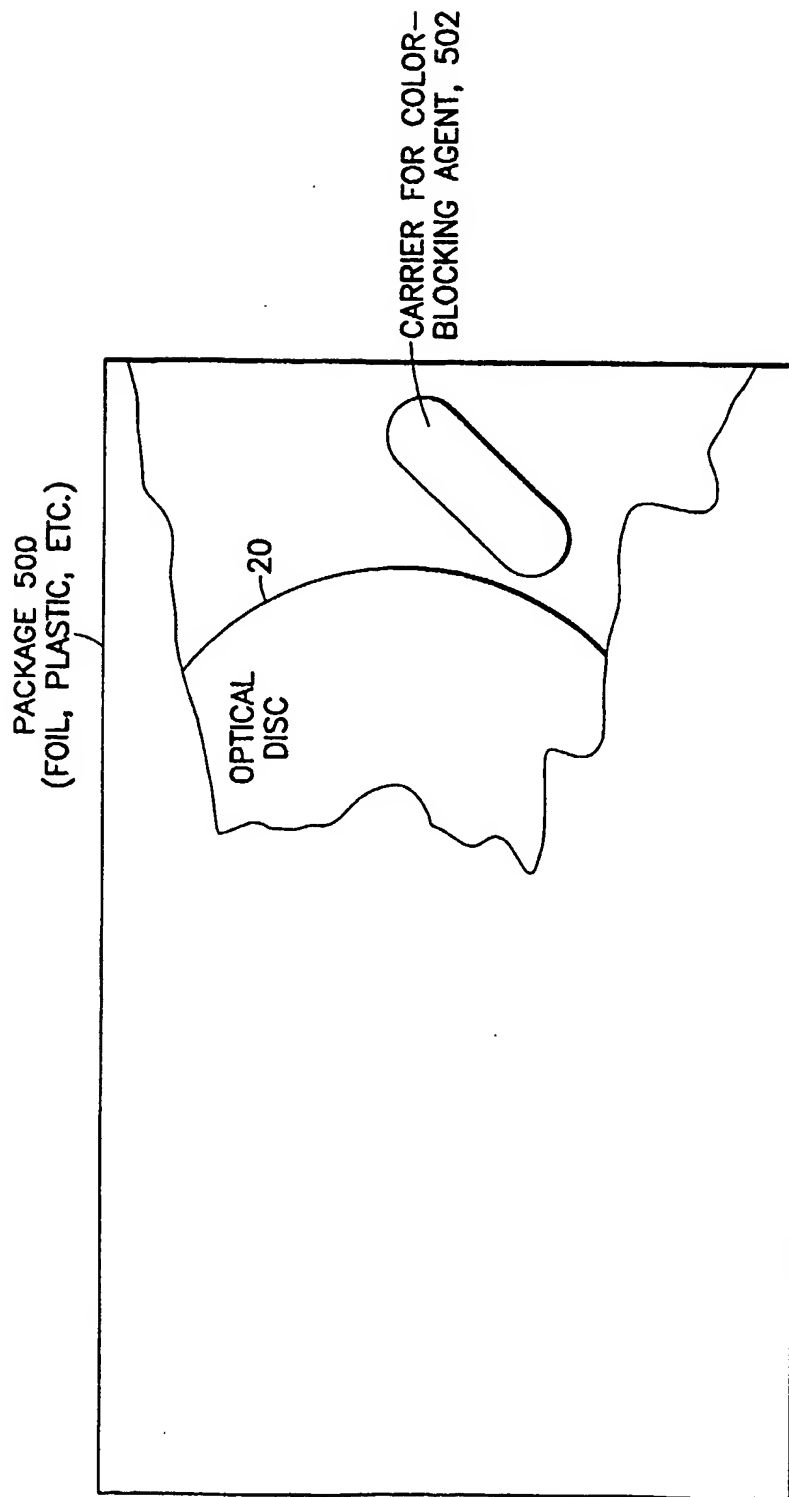 PACKAGE 500
(FOIL, PLASTIC, ETC.)
20
OPTICAL
DISC
CARRIER FOR COLOR-
BLOCKING AGENT, 502